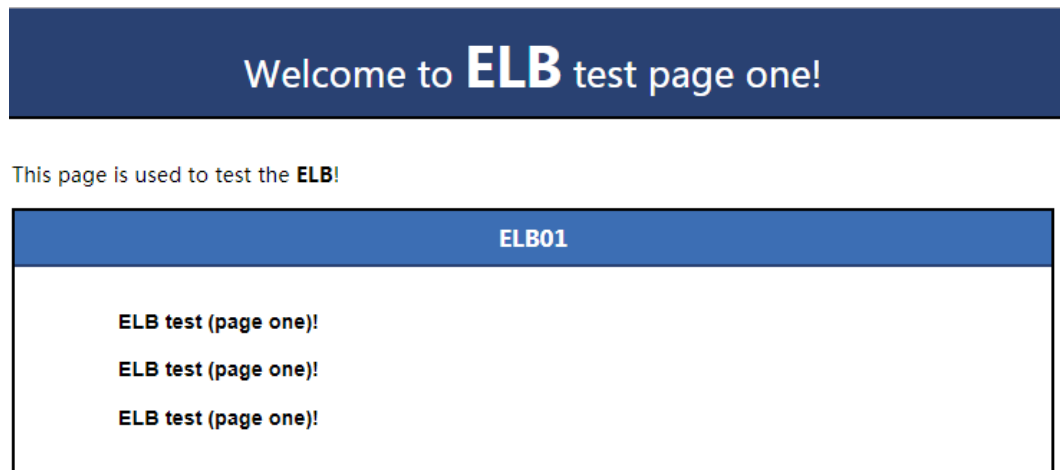 Welcome to ELB test page one!
This page is used to test the ELB!
ELB01
ELB test (page one)!
ELB test (page one)!
ELB test (page one)!